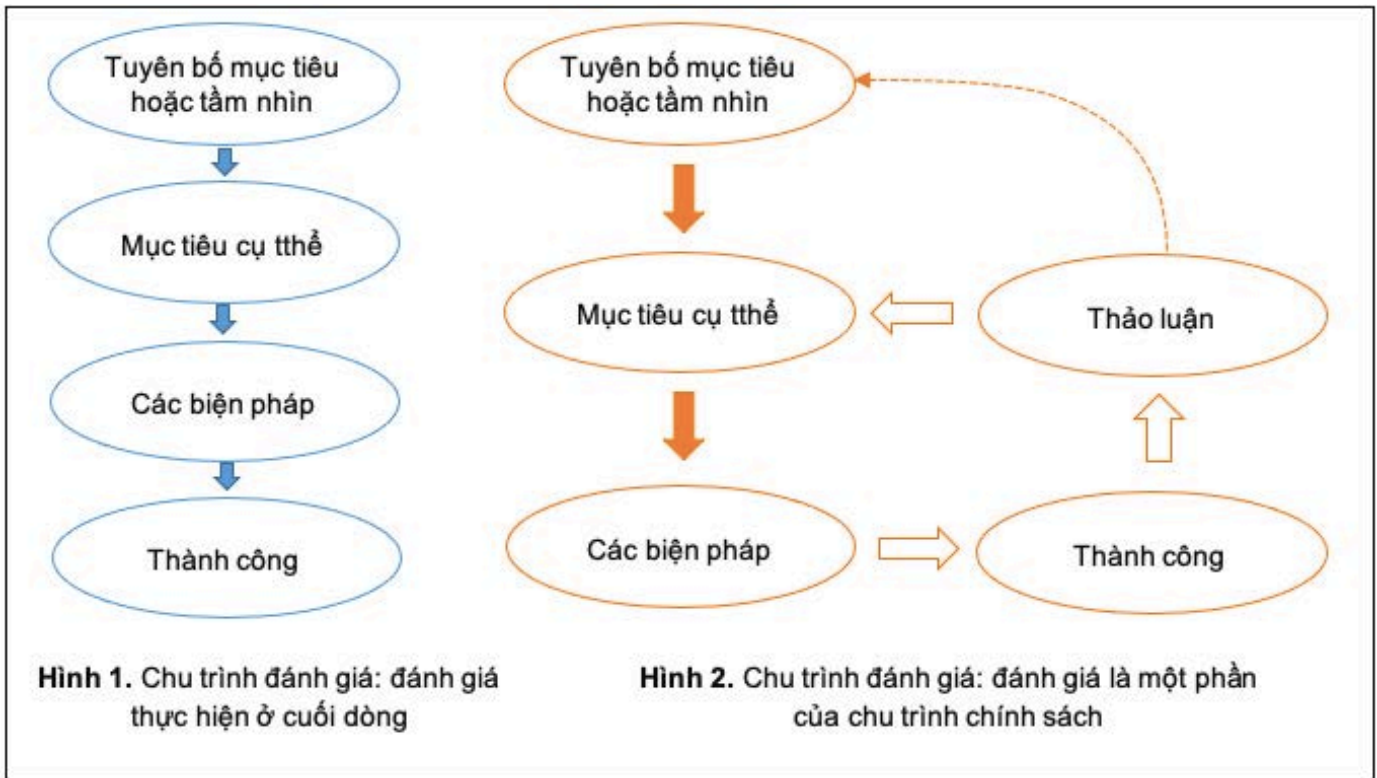 Tuyên bố mục tiêu
hoặc tầm nhìn
Mục tiêu cụ tthể
Các biện pháp
Thành công
Hình 1. Chu trình đánh giá: đánh giá
thực hiện ở cuối dòng
Tuyên bố mục tiêu
hoặc tầm nhìn
Mục tiêu cụ tthể
Thảo luận
Các biện pháp
Thành công
Hình 2. Chu trình đánh giá: đánh giá là một phần
của chu trình chính sách